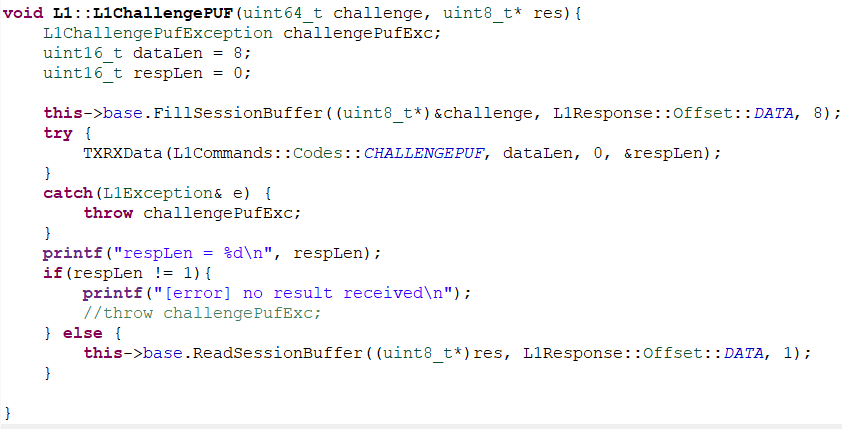 void L1::L1ChallengePUF(uint64_t challenge, uint8_t* res){
    L1ChallengePufException challengePufExc;
    uint16_t dataLen = 8;
    uint16_t respLen = 0;

    this->base.FillSessionBuffer((uint8_t*)&challenge, L1Response::Offset::DATA, 8);
    try {
        TXRXData(L1Commands::Codes::CHALLENGEPUF, dataLen, 0, &respLen);
    }
    catch(L1Exception& e) {
        throw challengePufExc;
    }
    printf("respLen = %d\n", respLen);
    if(respLen != 1){
        printf("[error] no result received\n");
        //throw challengePufExc;
    } else {
        this->base.ReadSessionBuffer((uint8_t*)res, L1Response::Offset::DATA, 1);
    }

}